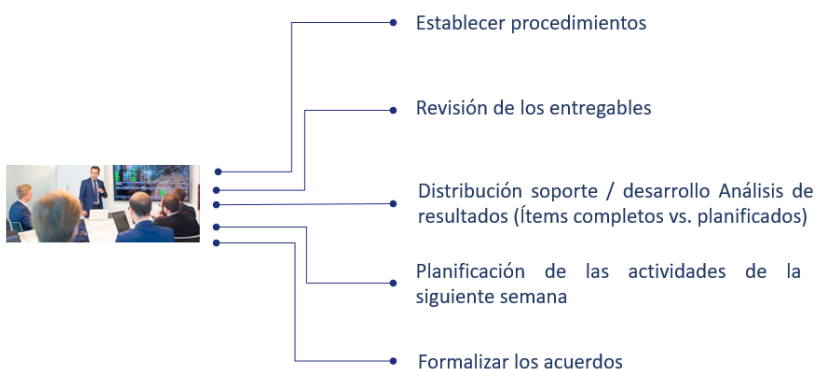 Establecer procedimientos
Revisión de los entregables
Distribución soporte / desarrollo Análisis de
resultados (Ítems completos vs. planificados)
Planificación de las actividades de la
siguiente semana
Formalizar los acuerdos